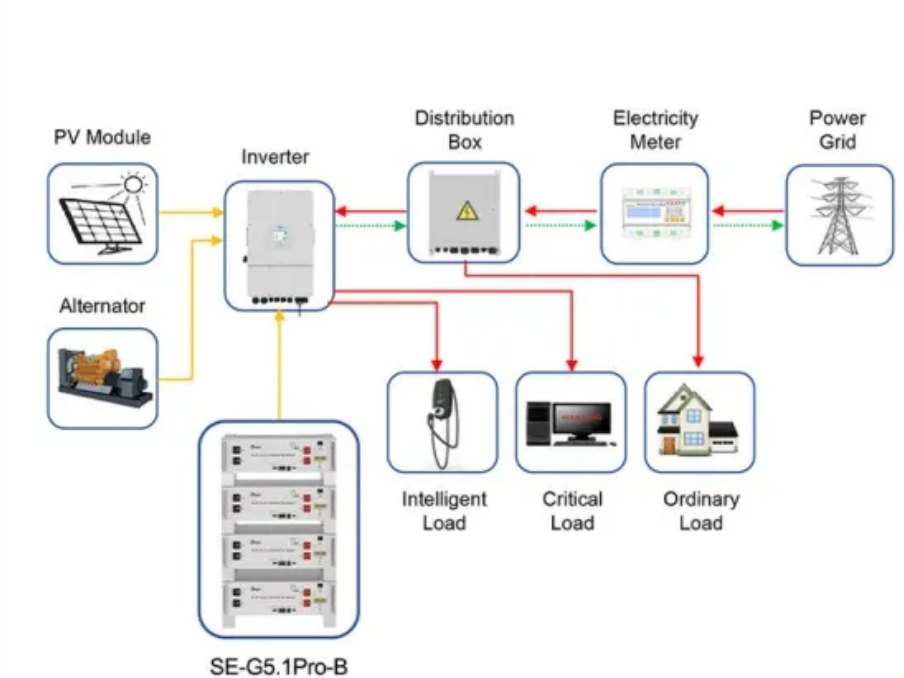 Distribution
Box
Electricity
Meter
Power
Grid
PV Module
Inverter
Alternator
Intelligent
Load
Critical
Load
Ordinary
Load
SE-G5.1Pro-B